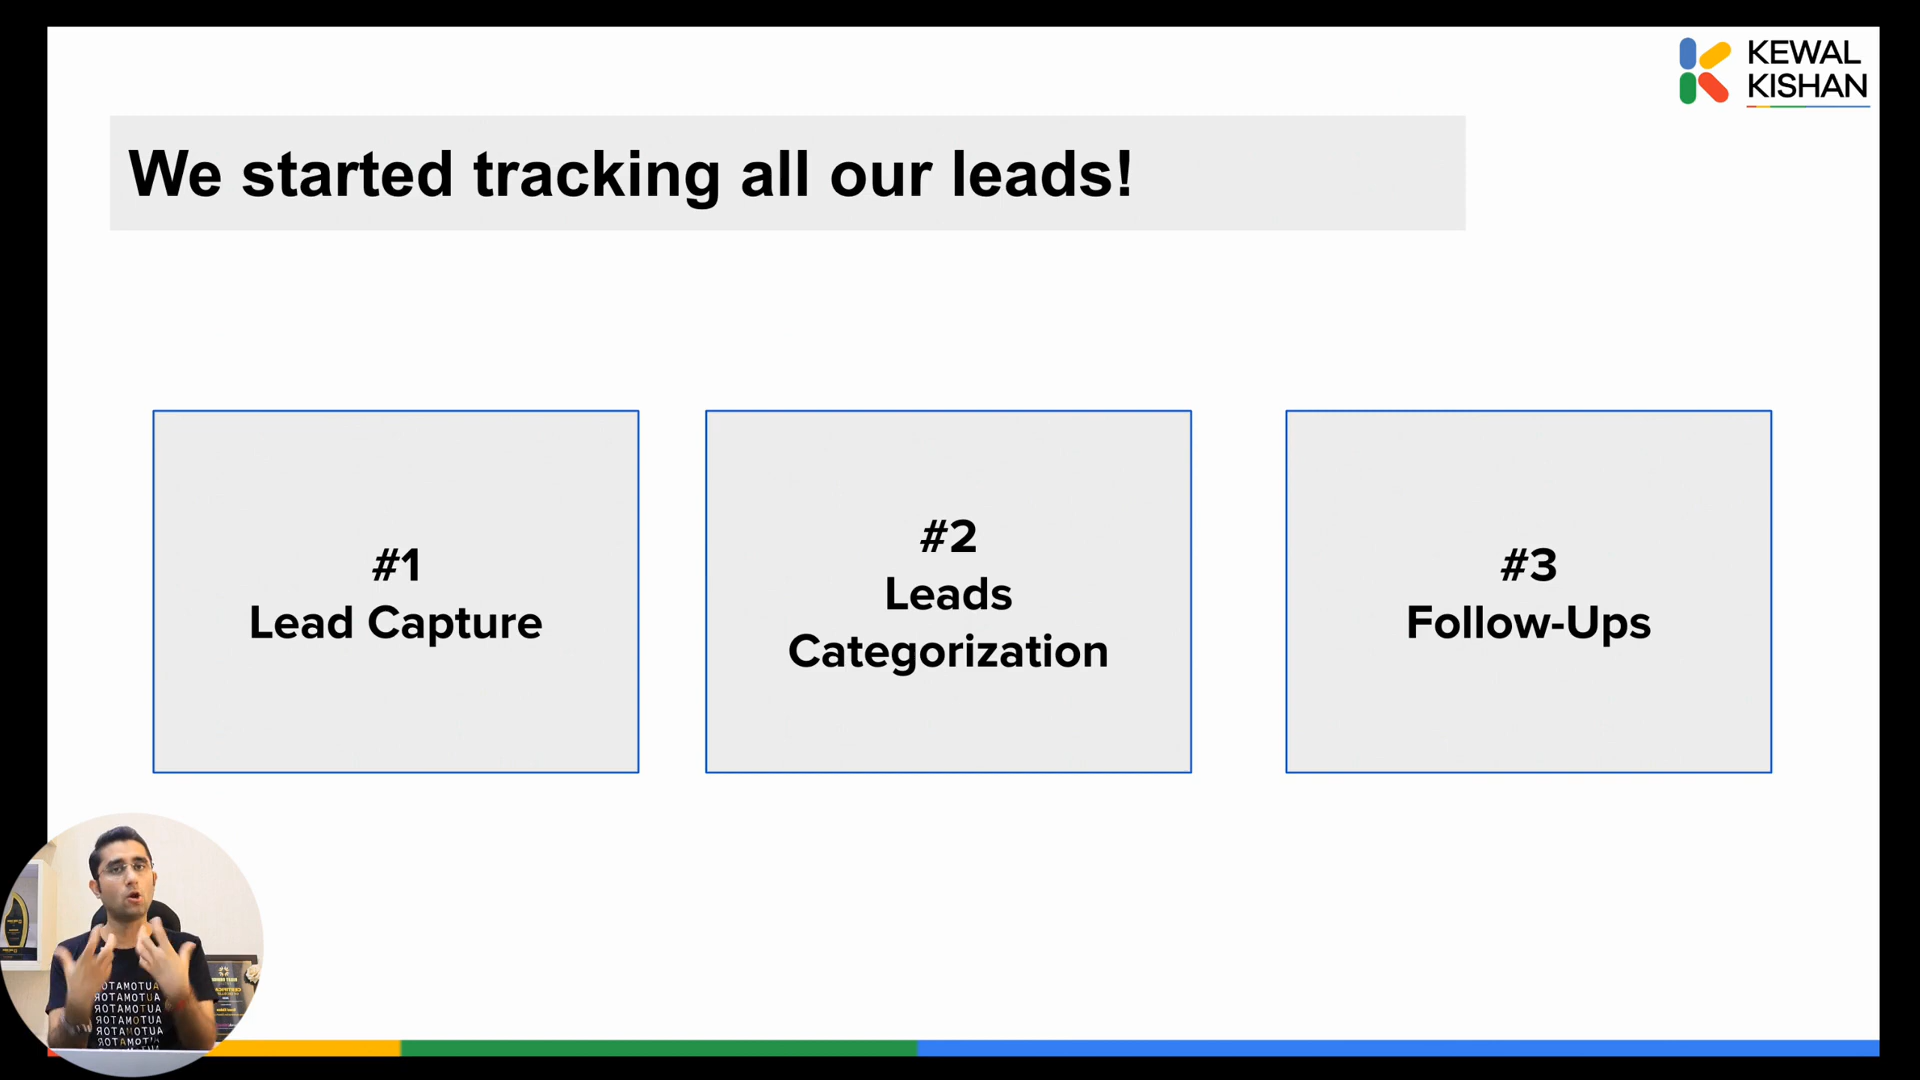 KEWAL
KISHAN
We started tracking all our leads!
#1
Lead Capture
#2
Leads
Categorization
#3
Follow-Ups